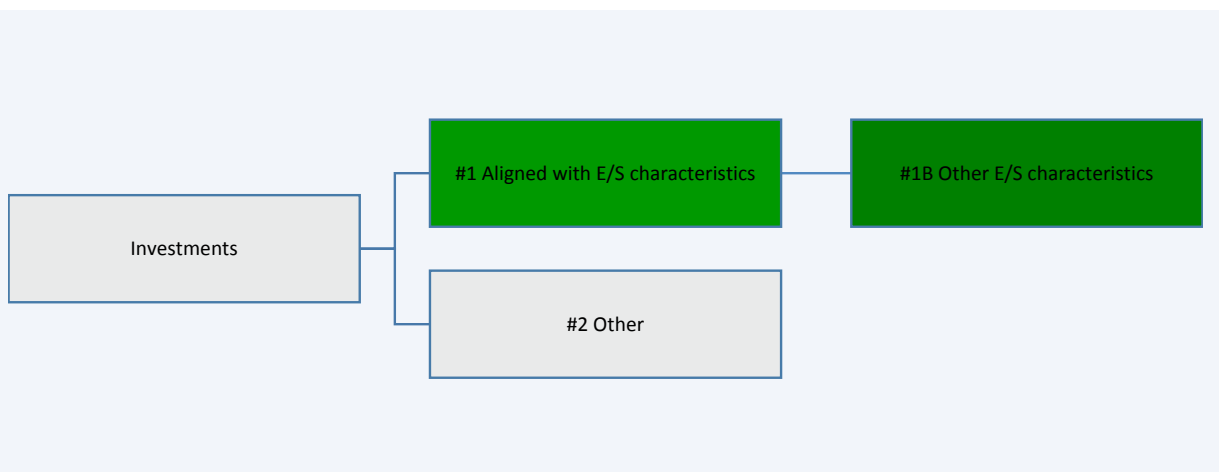 #1 Aligned with E/S characteristics
#1B Other E/S characteristics
Investments
#2 Other